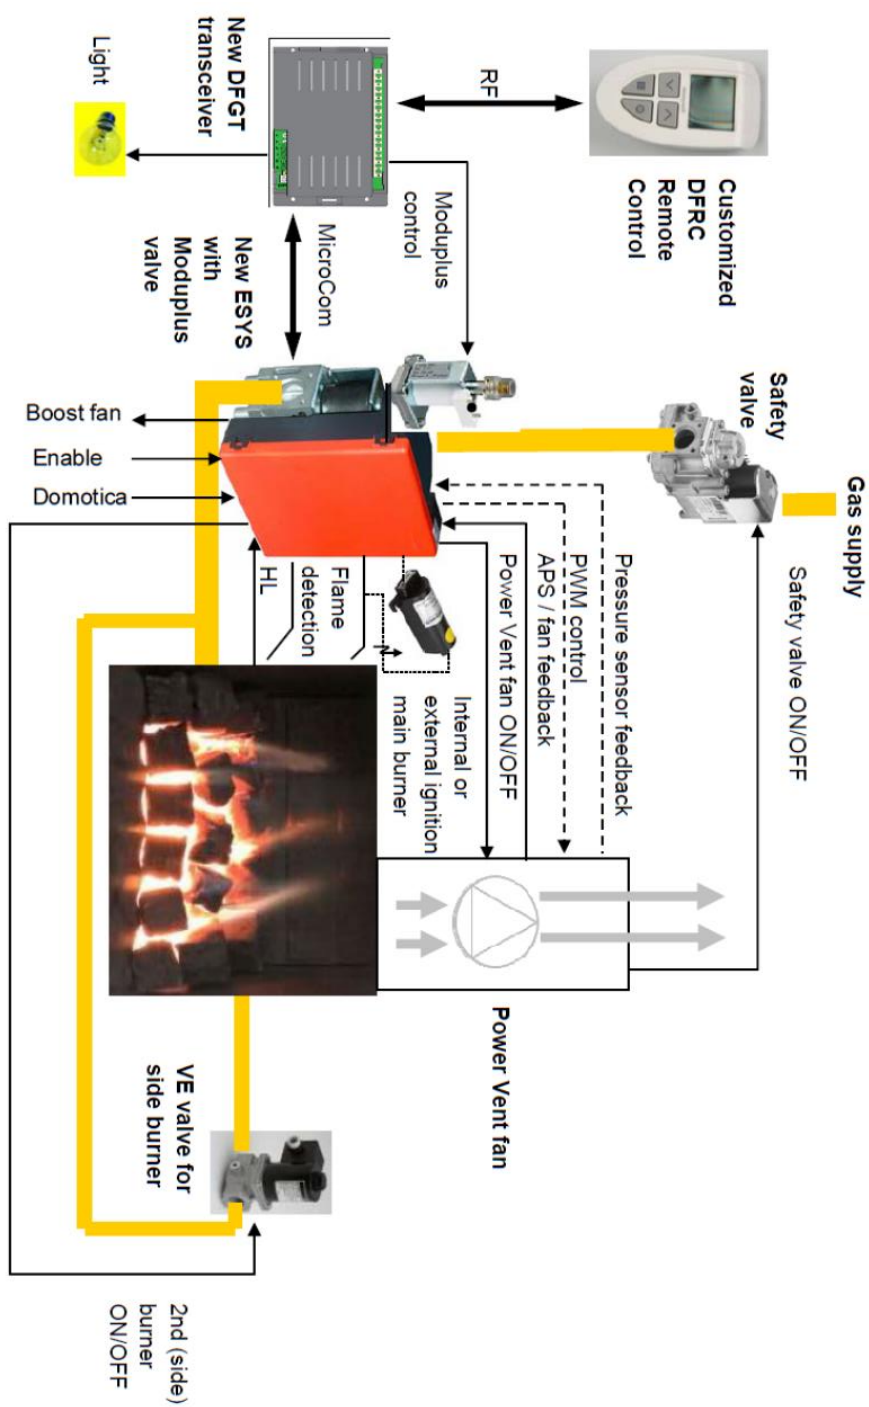 Customized
DFRC
Remote
Control
RF
New DFGT
transceiver
Light
Moduplus
control
MicroCom
New ESYS
with
Moduplus
valve
Safety
valve
Gas supply
Safety valve ON/OFF
Pressure sensor feedback
PWM control
APS / fan feedback
Power Vent fan ON/OFF
Internal or
external ignition
main burner
Flame
detection
HL
Boost fan
Enable
Domotica
Power Vent fan
VE valve for
side burner
2nd (side)
burner
ON/OFF